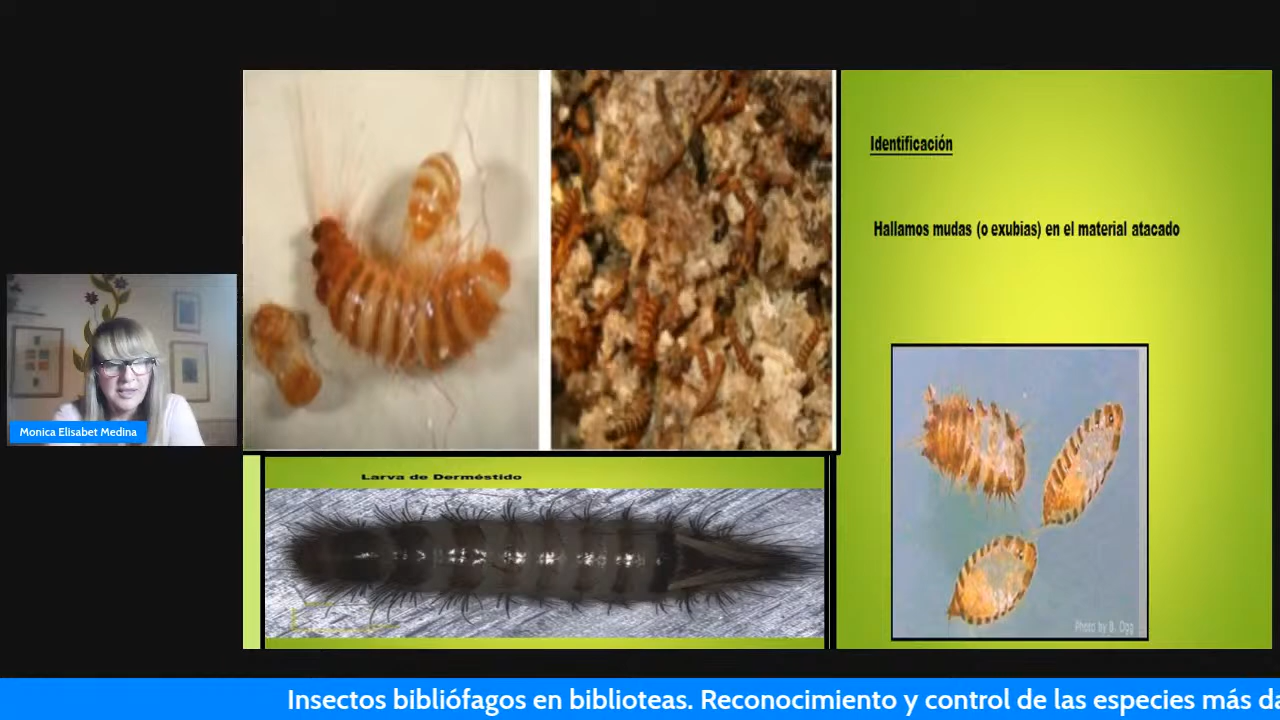 Identificación
Hallamos mudas (o exubias) en el material atacado
Monica Elisabet Medina
Larva de Derméstido
Photo by B. Ogg
Insectos bibliófagos en biblioteas. Reconocimiento y control de las especies más da